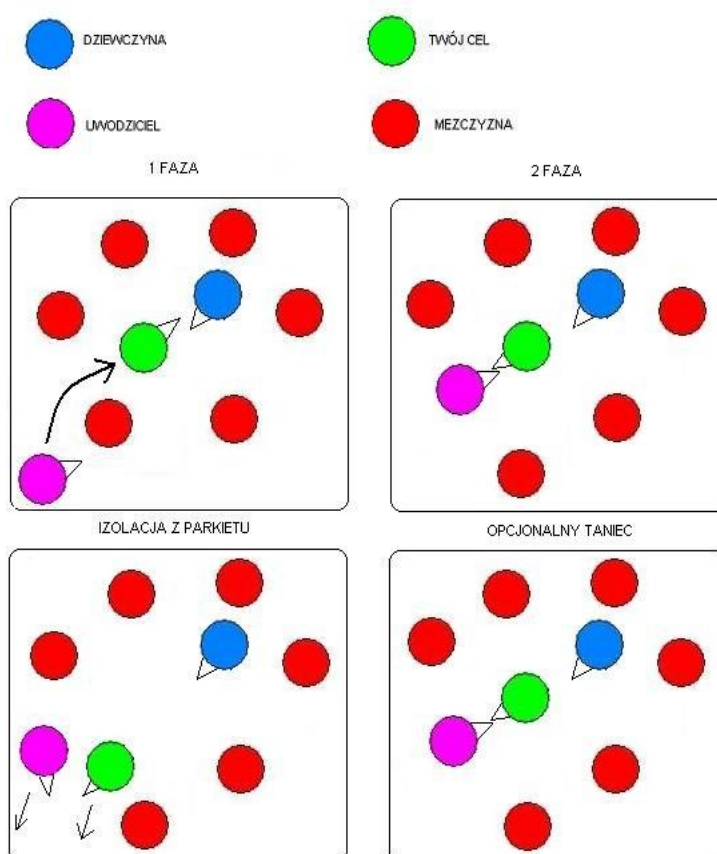 DZIEWCZYNA
TWÓJ CEL
UWODZICIEL
MEZCZYZNA
1 FAZA
2 FAZA
IZOLACJA Z PARKIETU
OPCJONALNY TANIEC